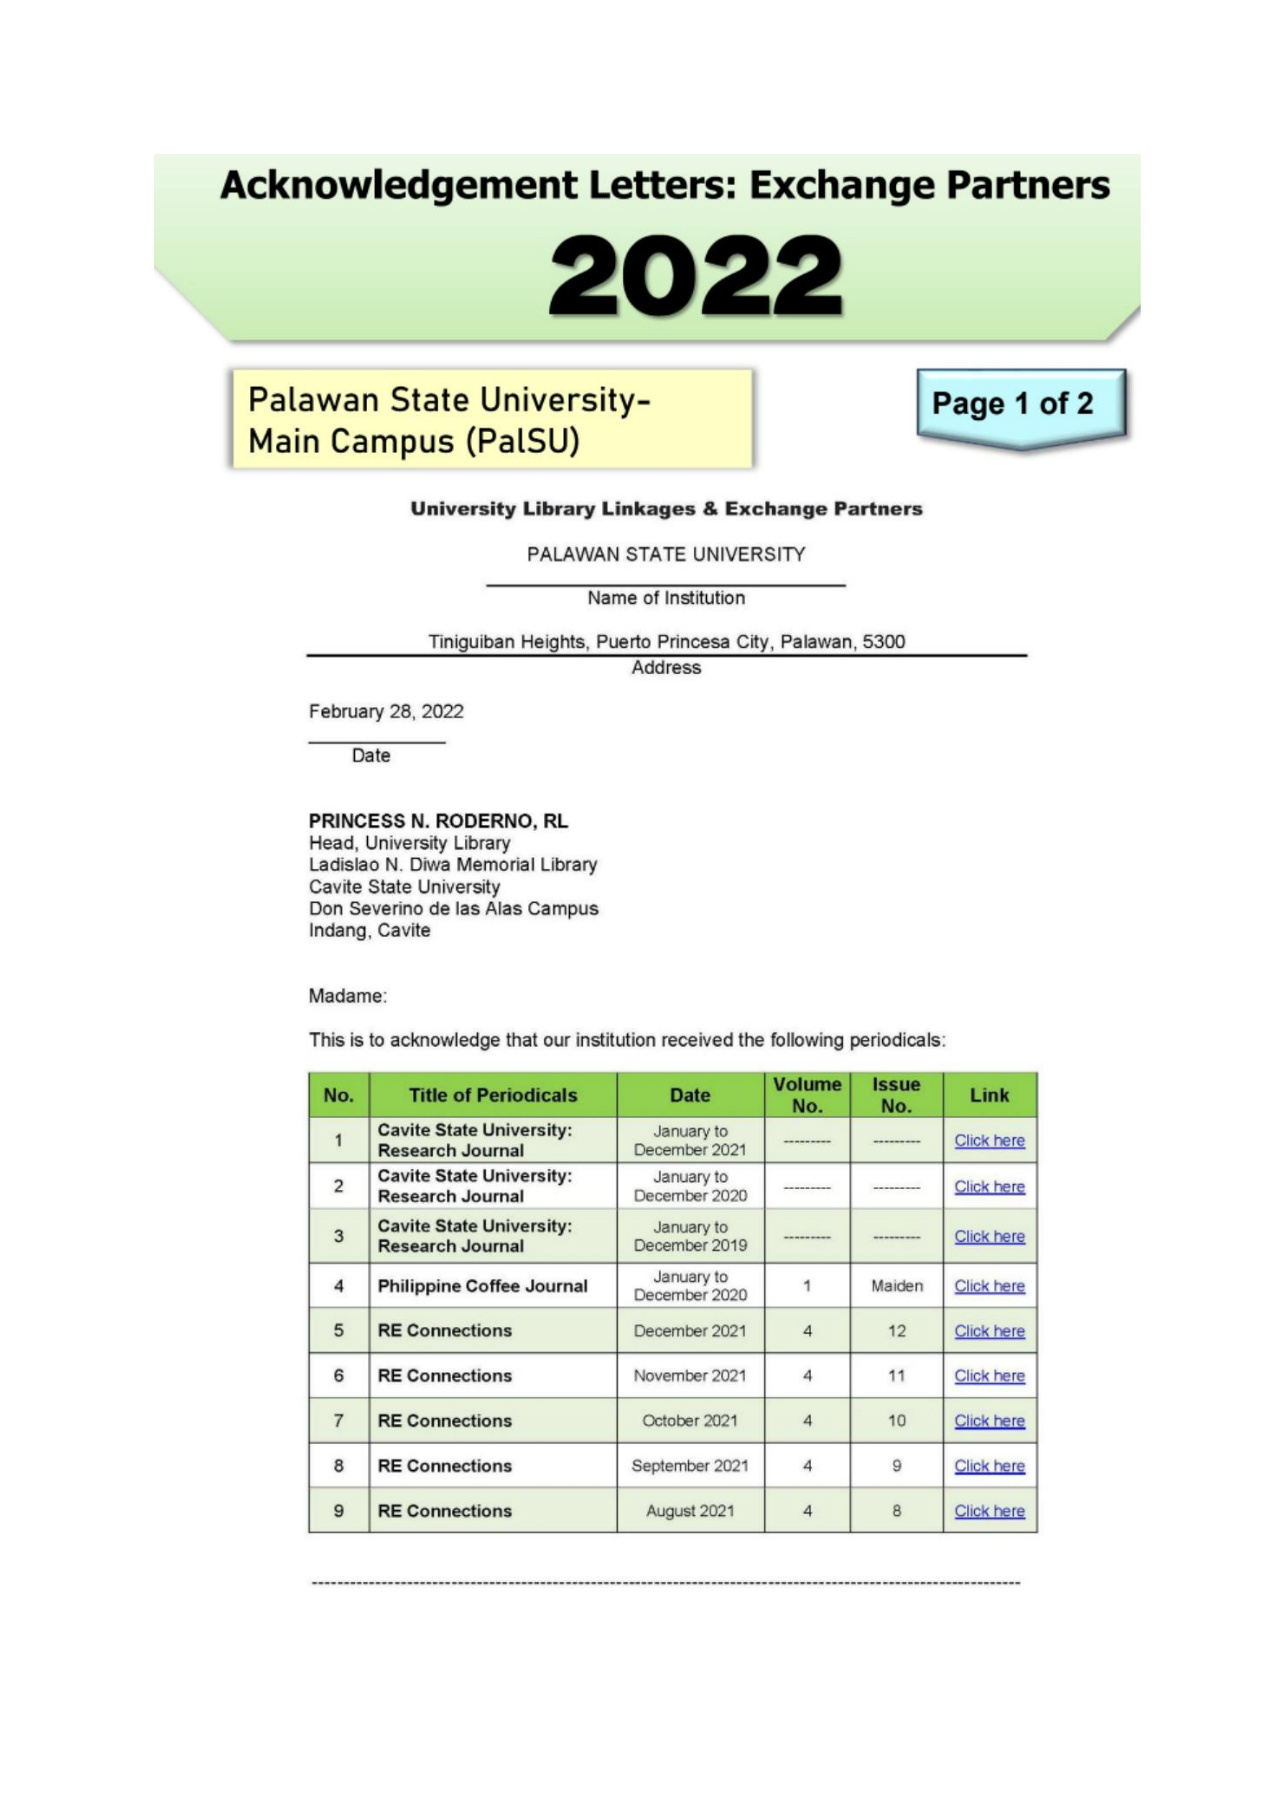 Acknowledgement Letters: Exchange Partners
2022
Palawan State University-
Main Campus (PalSU)
Page 1 of 2
University Library Linkages & Exchange Partners
PALAWAN STATE UNIVERSITY
Name of Institution
Tiniguiban Heights, Puerto Princesa City, Palawan, 5300
Address
February 28, 2022
Date
PRINCESS N. RODERNO, RL
Head, University Library
Ladislao N. Diwa Memorial Library
Cavite State University
Don Severino de las Alas Campus
Indang, Cavite
Madame:
This is to acknowledge that our institution received the following periodicals:
No. Title of Periodicals Date Volume No. Issue No. Link
1 Cavite State University: Research Journal January to December 2021 --------- --------- Click here
2 Cavite State University: Research Journal January to December 2020 --------- --------- Click here
3 Cavite State University: Research Journal January to December 2019 --------- --------- Click here
4 Philippine Coffee Journal January to December 2020 1 Maiden Click here
5 RE Connections December 2021 4 12 Click here
6 RE Connections November 2021 4 11 Click here
7 RE Connections October 2021 4 10 Click here
8 RE Connections September 2021 4 9 Click here
9 RE Connections August 2021 4 8 Click here